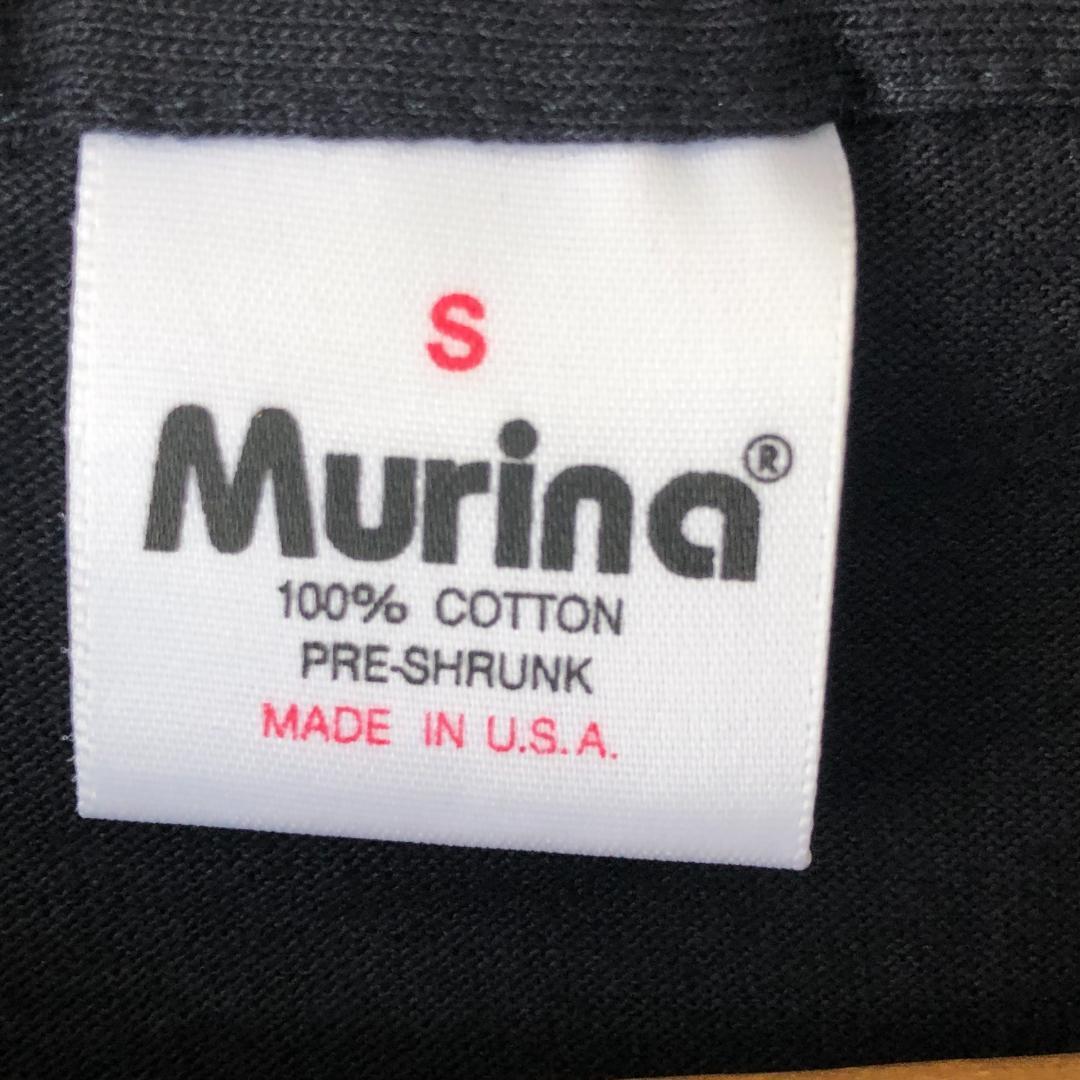 S
Murina®
100% COTTON
PRE-SHRUNK
MADE IN U.S.A.